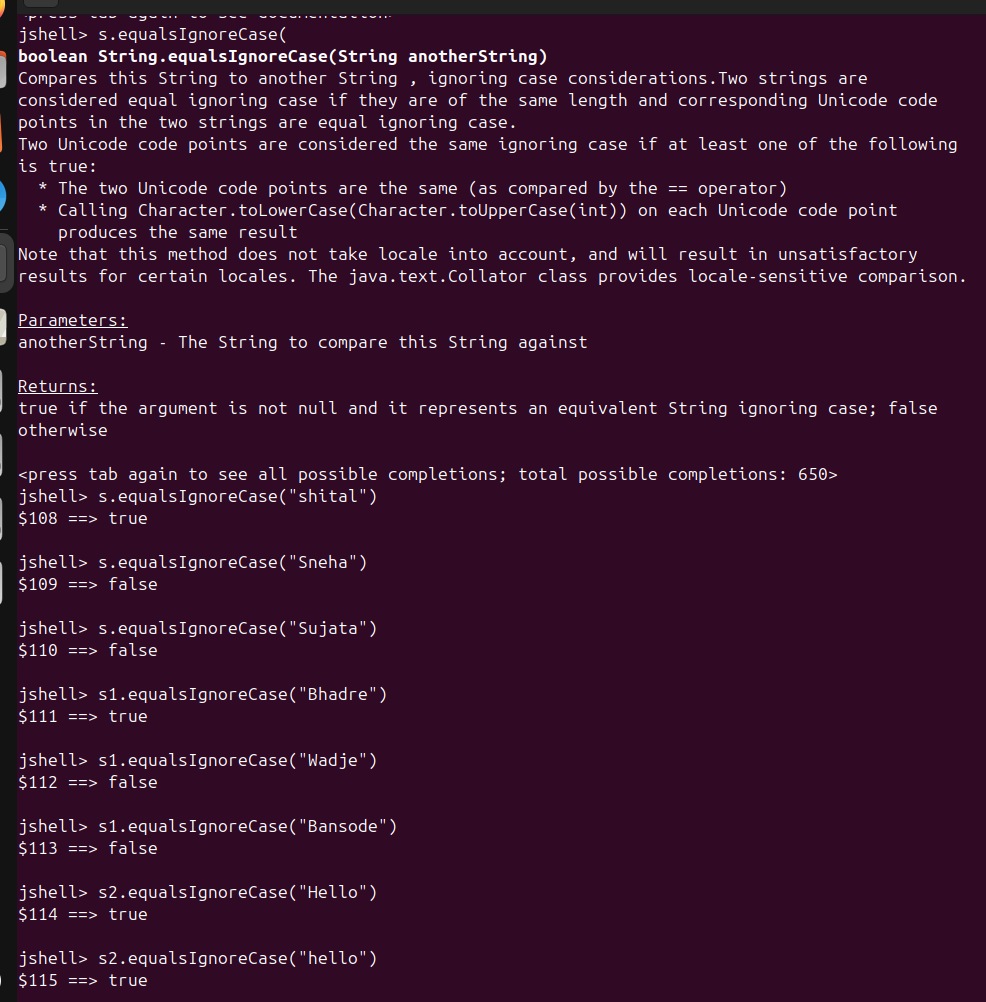 <press tab again to see documentation>
jshell> s.equalsIgnoreCase(
boolean String.equalsIgnoreCase(String anotherString)
Compares this String to another String , ignoring case considerations.Two strings are
considered equal ignoring case if they are of the same length and corresponding Unicode code
points in the two strings are equal ignoring case.
Two Unicode code points are considered the same ignoring case if at least one of the following
is true:
  * The two Unicode code points are the same (as compared by the == operator)
  * Calling Character.toLowerCase(Character.toUpperCase(int)) on each Unicode code point
    produces the same result
Note that this method does not take locale into account, and will result in unsatisfactory
results for certain locales. The java.text.Collator class provides locale-sensitive comparison.
Parameters:
anotherString - The String to compare this String against
Returns:
true if the argument is not null and it represents an equivalent String ignoring case; false
otherwise
<press tab again to see all possible completions; total possible completions: 650>
jshell> s.equalsIgnoreCase("shital")
$108 ==> true
jshell> s.equalsIgnoreCase("Sneha")
$109 ==> false
jshell> s.equalsIgnoreCase("Sujata")
$110 ==> false
jshell> s1.equalsIgnoreCase("Bhadre")
$111 ==> true
jshell> s1.equalsIgnoreCase("Wadje")
$112 ==> false
jshell> s1.equalsIgnoreCase("Bansode")
$113 ==> false
jshell> s2.equalsIgnoreCase("Hello")
$114 ==> true
jshell> s2.equalsIgnoreCase("hello")
$115 ==> true